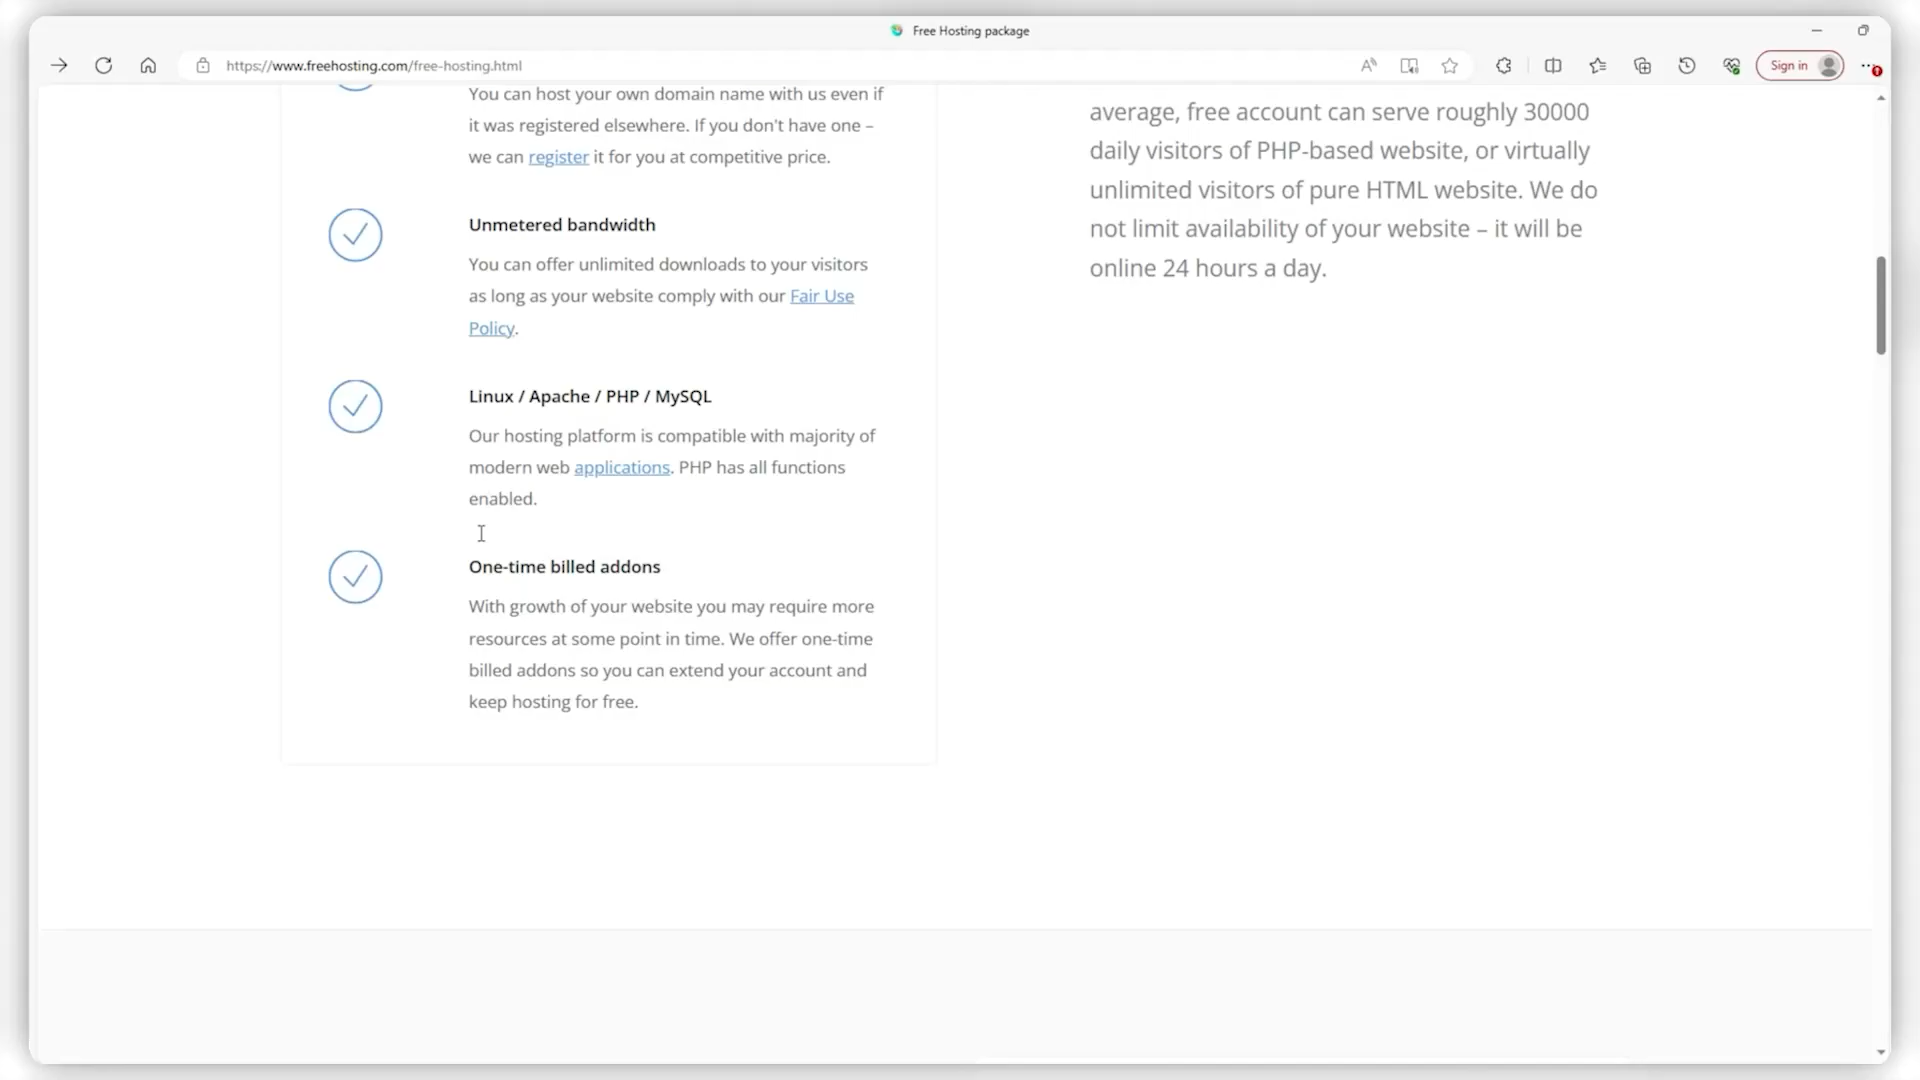 Free Hosting package
https://www.freehosting.com/free-hosting.html
Sign in
You can host your own domain name with us even if
it was registered elsewhere. If you don't have one –
we can register it for you at competitive price.
Unmetered bandwidth
You can offer unlimited downloads to your visitors
as long as your website comply with our Fair Use
Policy.
Linux / Apache / PHP / MySQL
Our hosting platform is compatible with majority of
modern web applications. PHP has all functions
enabled.
One-time billed addons
With growth of your website you may require more
resources at some point in time. We offer one-time
billed addons so you can extend your account and
keep hosting for free.
average, free account can serve roughly 30000
daily visitors of PHP-based website, or virtually
unlimited visitors of pure HTML website. We do
not limit availability of your website – it will be
online 24 hours a day.